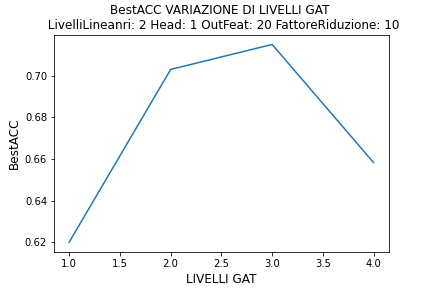 BestACC VARIAZIONE DI LIVELLI GAT
LivelliLineanri: 2 Head: 1 OutFeat: 20 FattoreRiduzione: 10
0.70
0.68
0.66
0.64
0.62
BestACC
1.0 1.5 2.0 2.5 3.0 3.5 4.0
LIVELLI GAT